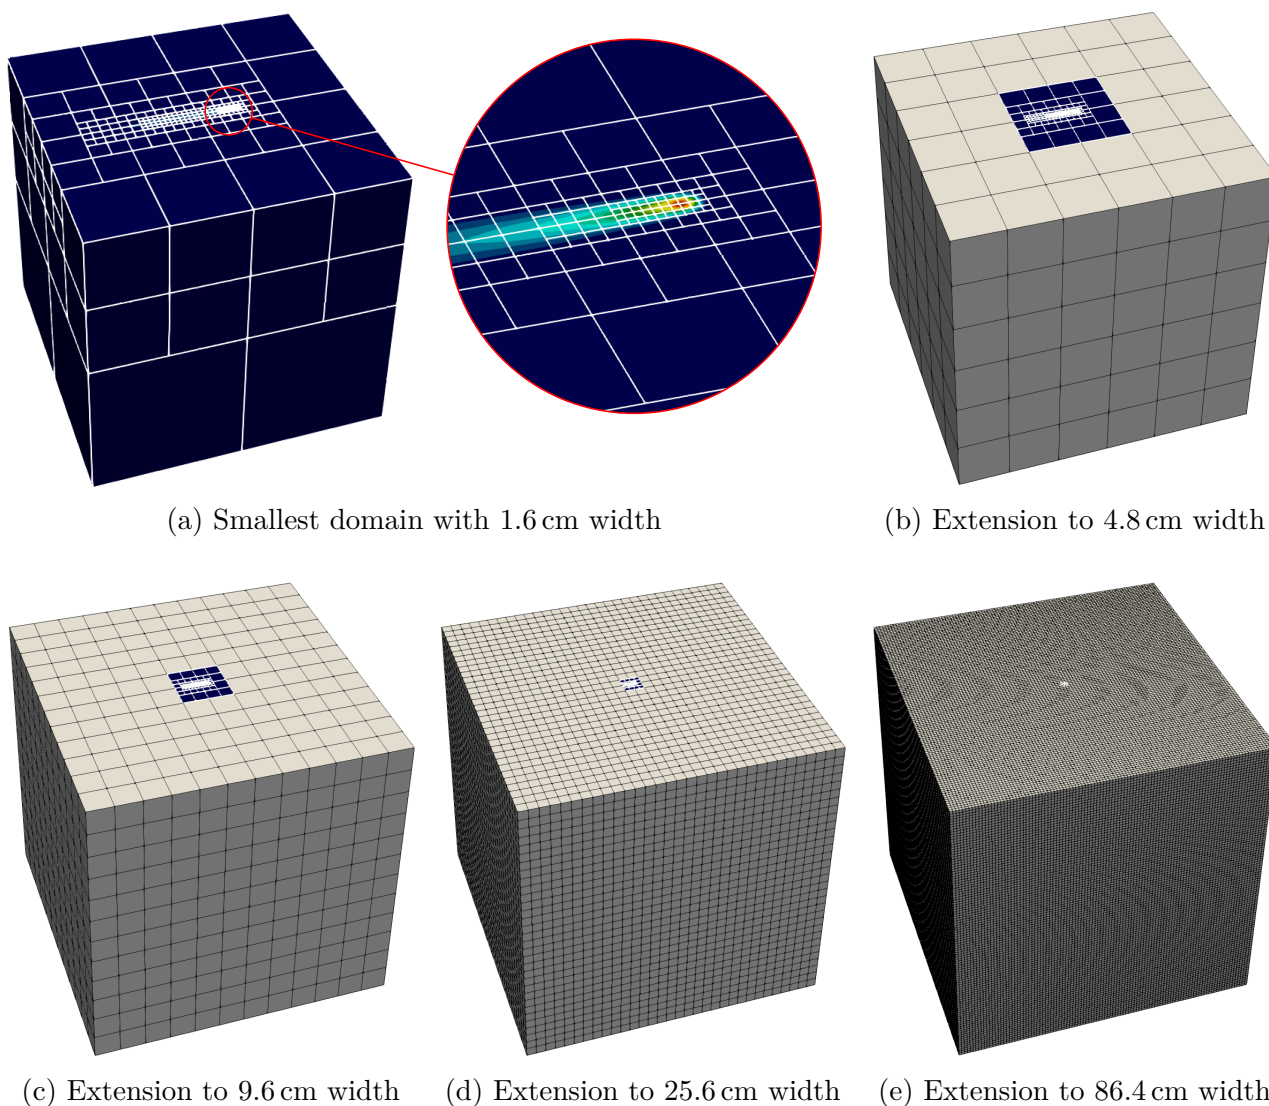 (a) Smallest domain with 1.6 cm width
(b) Extension to 4.8 cm width
(c) Extension to 9.6 cm width
(d) Extension to 25.6 cm width
(e) Extension to 86.4 cm width